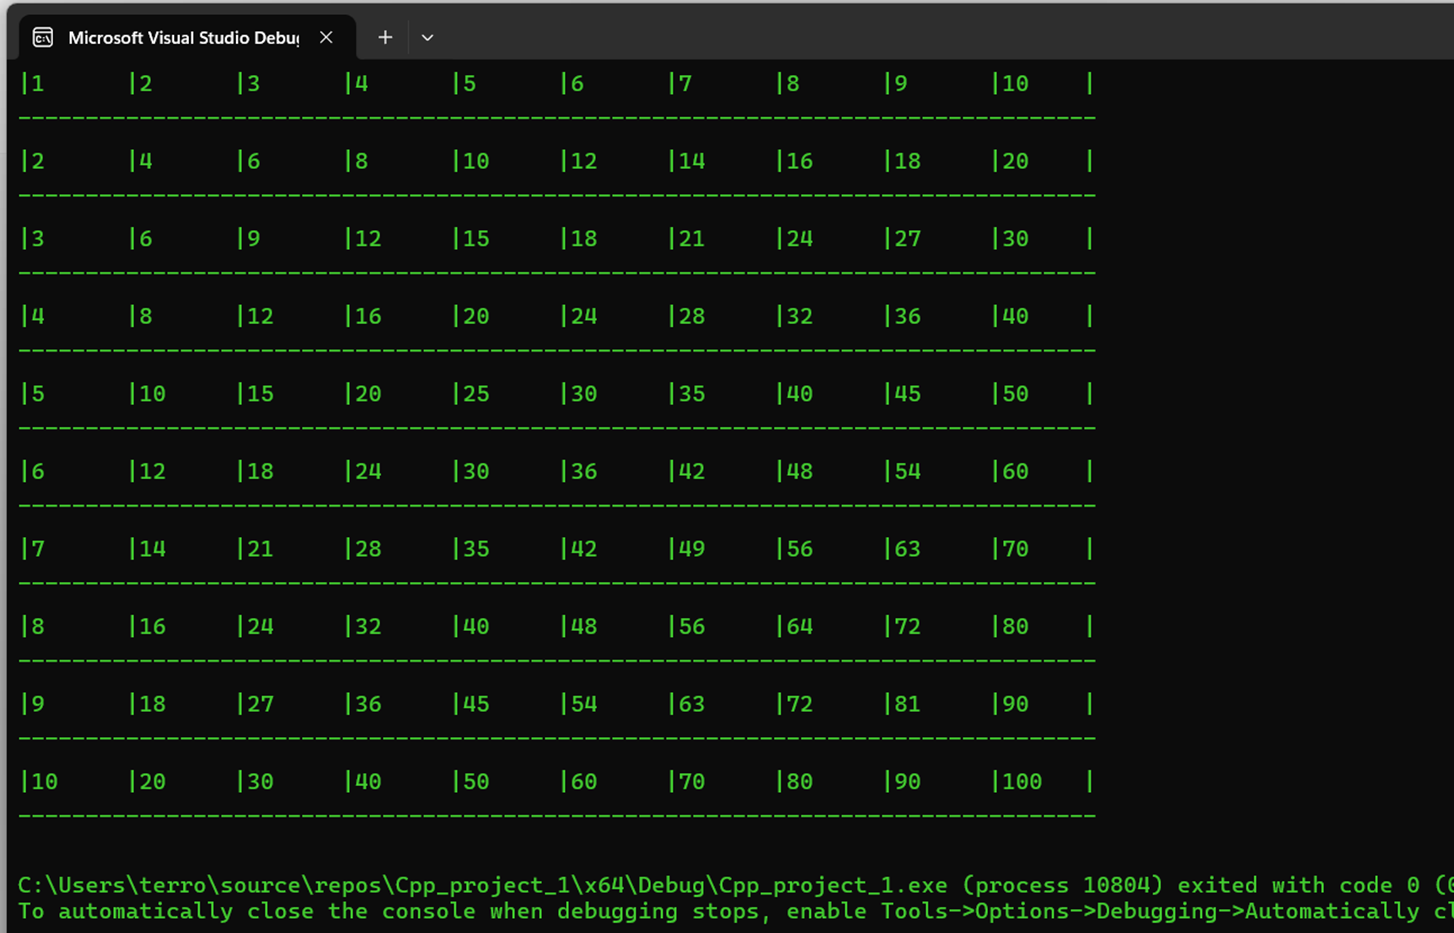 Microsoft Visual Studio Debug
|1 |2 |3 |4 |5 |6 |7 |8 |9 |10 |
--------------------------------------------------------------------------------
|2 |4 |6 |8 |10 |12 |14 |16 |18 |20 |
--------------------------------------------------------------------------------
|3 |6 |9 |12 |15 |18 |21 |24 |27 |30 |
--------------------------------------------------------------------------------
|4 |8 |12 |16 |20 |24 |28 |32 |36 |40 |
--------------------------------------------------------------------------------
|5 |10 |15 |20 |25 |30 |35 |40 |45 |50 |
--------------------------------------------------------------------------------
|6 |12 |18 |24 |30 |36 |42 |48 |54 |60 |
--------------------------------------------------------------------------------
|7 |14 |21 |28 |35 |42 |49 |56 |63 |70 |
--------------------------------------------------------------------------------
|8 |16 |24 |32 |40 |48 |56 |64 |72 |80 |
--------------------------------------------------------------------------------
|9 |18 |27 |36 |45 |54 |63 |72 |81 |90 |
--------------------------------------------------------------------------------
|10 |20 |30 |40 |50 |60 |70 |80 |90 |100 |
--------------------------------------------------------------------------------
C:\Users\terro\source\repos\Cpp_project_1\x64\Debug\Cpp_project_1.exe (process 10804) exited with code 0 (0
To automatically close the console when debugging stops, enable Tools->Options->Debugging->Automatically cl